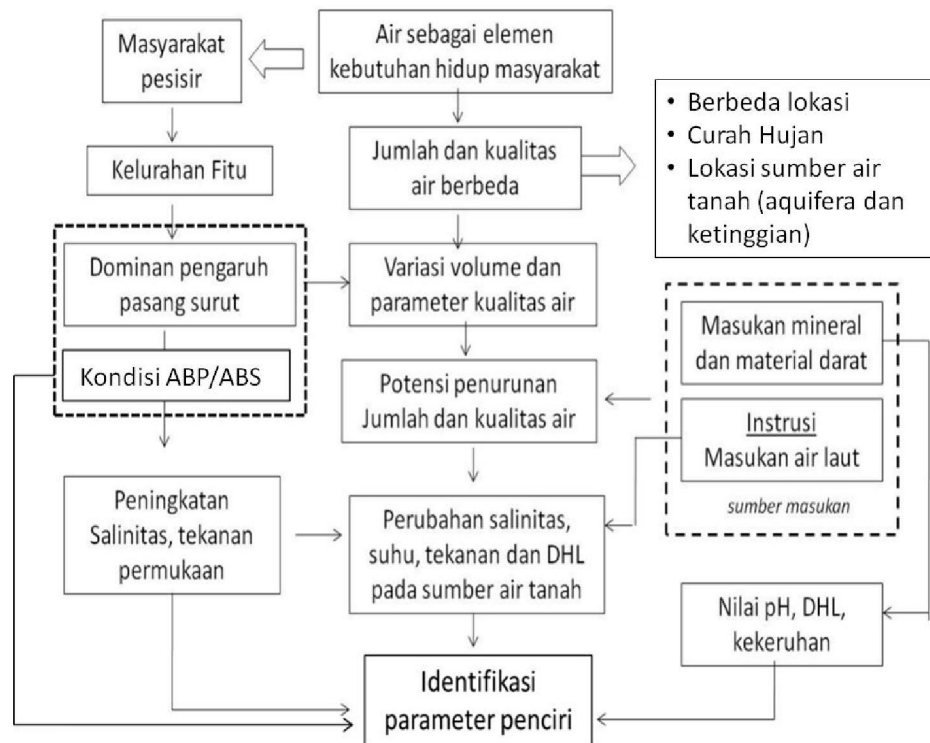 Masyarakat
pesisir
Air sebagai elemen
kebutuhan hidup masyarakat
• Berbeda lokasi
• Curah Hujan
• Lokasi sumber air
tanah (aquifera dan
ketinggian)
Jumlah dan kualitas
air berbeda
Kelurahan Fitu
Dominan pengaruh
pasang surut
Variasi volume dan
parameter kualitas air
Masukan mineral
dan material darat
Kondisi ABP/ABS
Potensi penurunan
Jumlah dan kualitas air
Instrusi
Masukan air laut
sumber masukan
Peningkatan
Salinitas, tekanan
permukaan
Perubahan salinitas,
suhu, tekanan dan DHL
pada sumber air tanah
Nilai pH, DHL,
kekeruhan
Identifikasi
parameter penciri